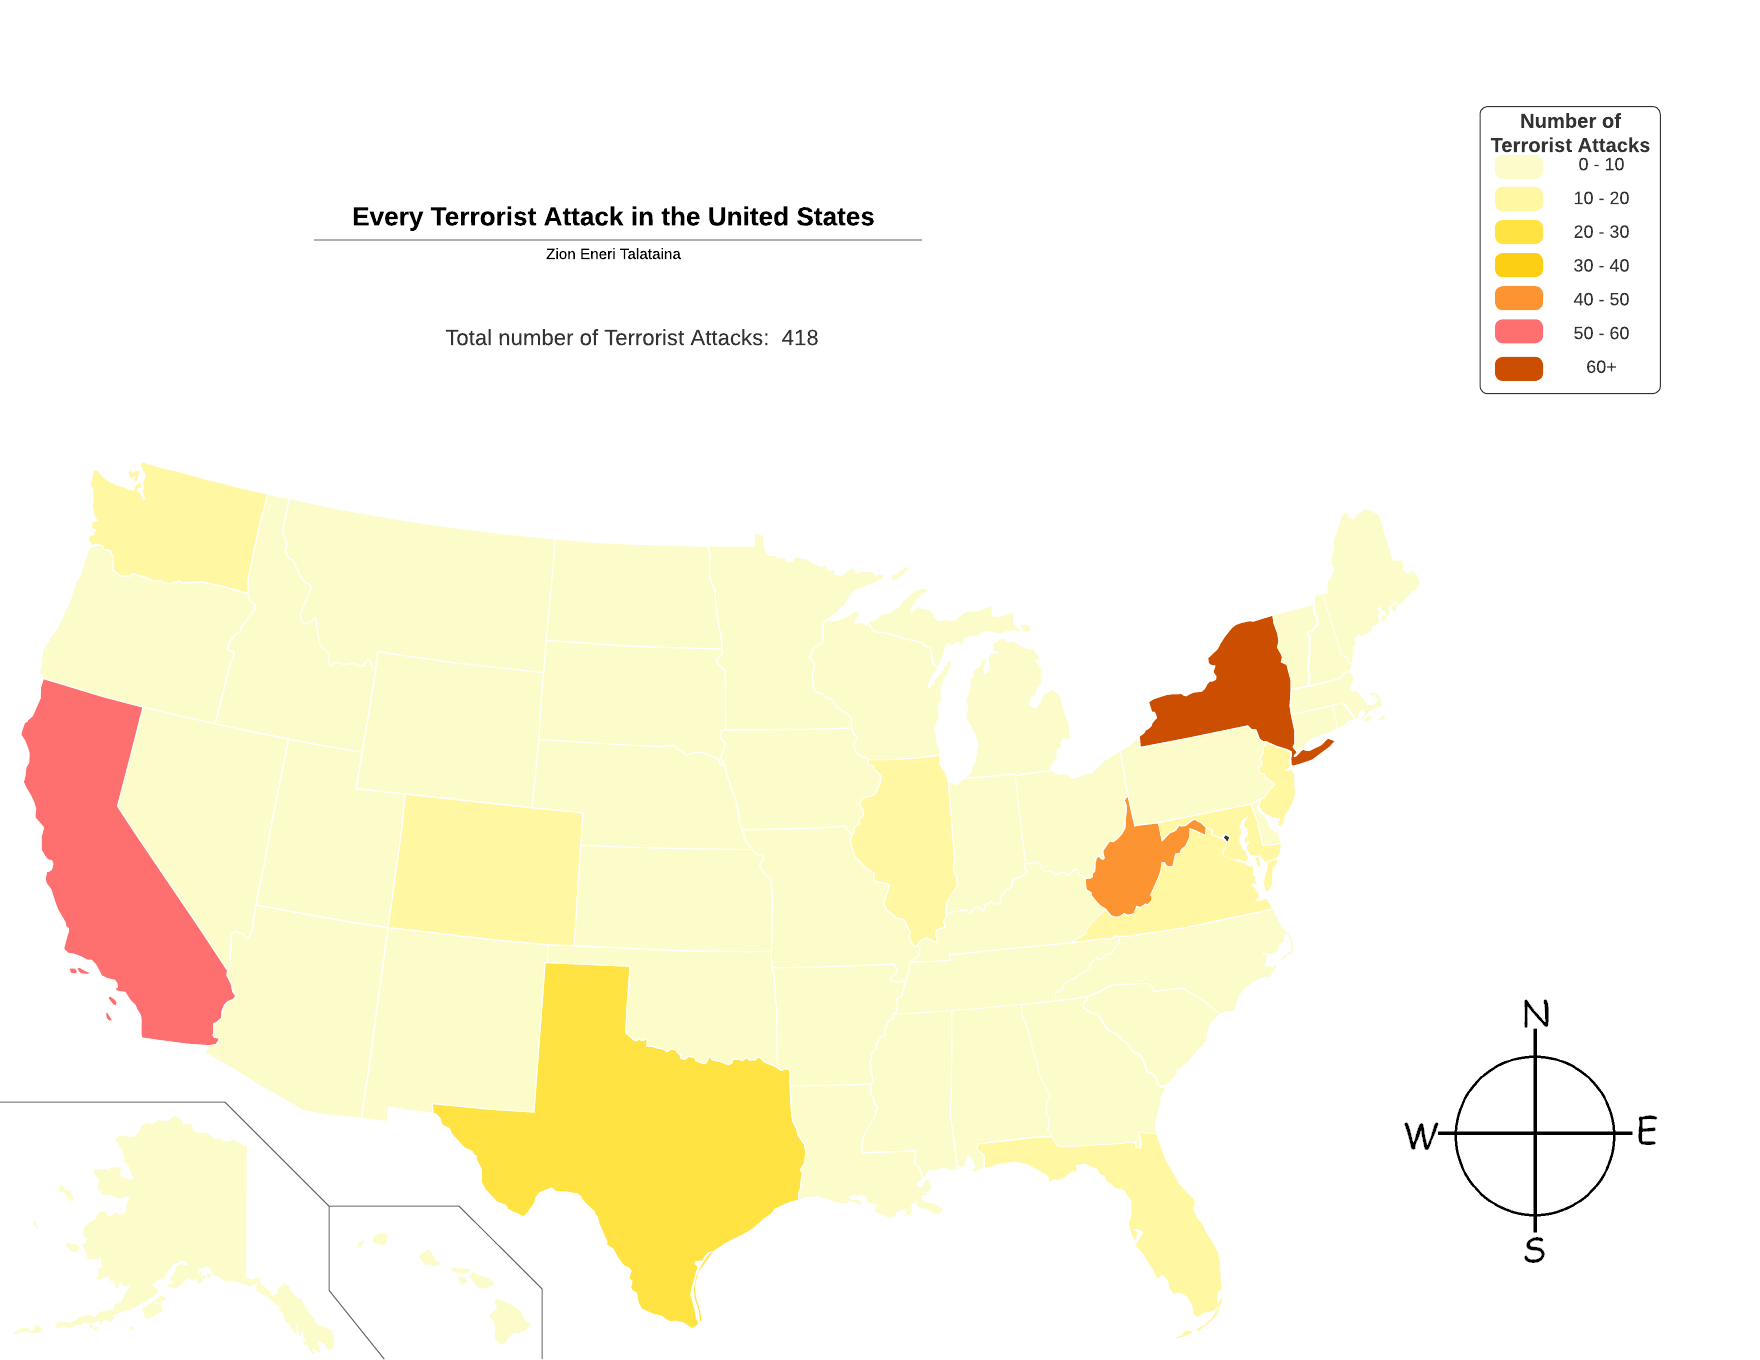 Number of
Terrorist Attacks
0 - 10
10 - 20
20 - 30
30 - 40
40 - 50
50 - 60
60+
Every Terrorist Attack in the United States
Zion Eneri Talataina
Total number of Terrorist Attacks:  418
N
W
E
S